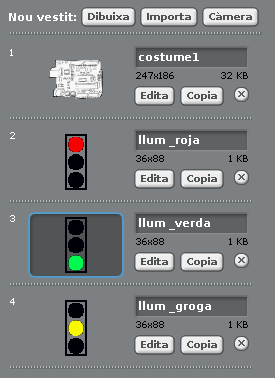 Nou vestit: Dibuixa Importa Càmera
1
costume1
247x186 32 KB
Edita Copia
2
llum _roja
36x88 1 KB
Edita Copia
3
llum _verda
36x88 1 KB
Edita Copia
4
llum _groga
36x88 1 KB
Edita Copia